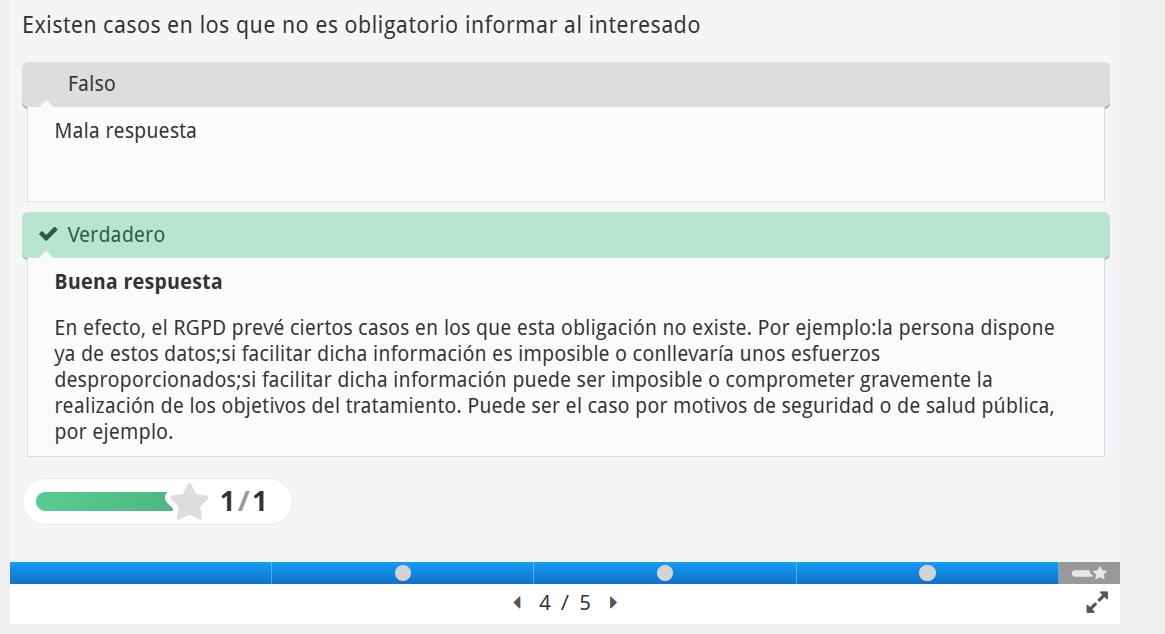 Existen casos en los que no es obligatorio informar al interesado
Falso
Mala respuesta
Verdadero
Buena respuesta
En efecto, el RGPD prevé ciertos casos en los que esta obligación no existe. Por ejemplo:la persona dispone
ya de estos datos;si facilitar dicha información es imposible o conllevaría unos esfuerzos
desproporcionados;si facilitar dicha información puede ser imposible o comprometer gravemente la
realización de los objetivos del tratamiento. Puede ser el caso por motivos de seguridad o de salud pública,
por ejemplo.
1/1
4 / 5